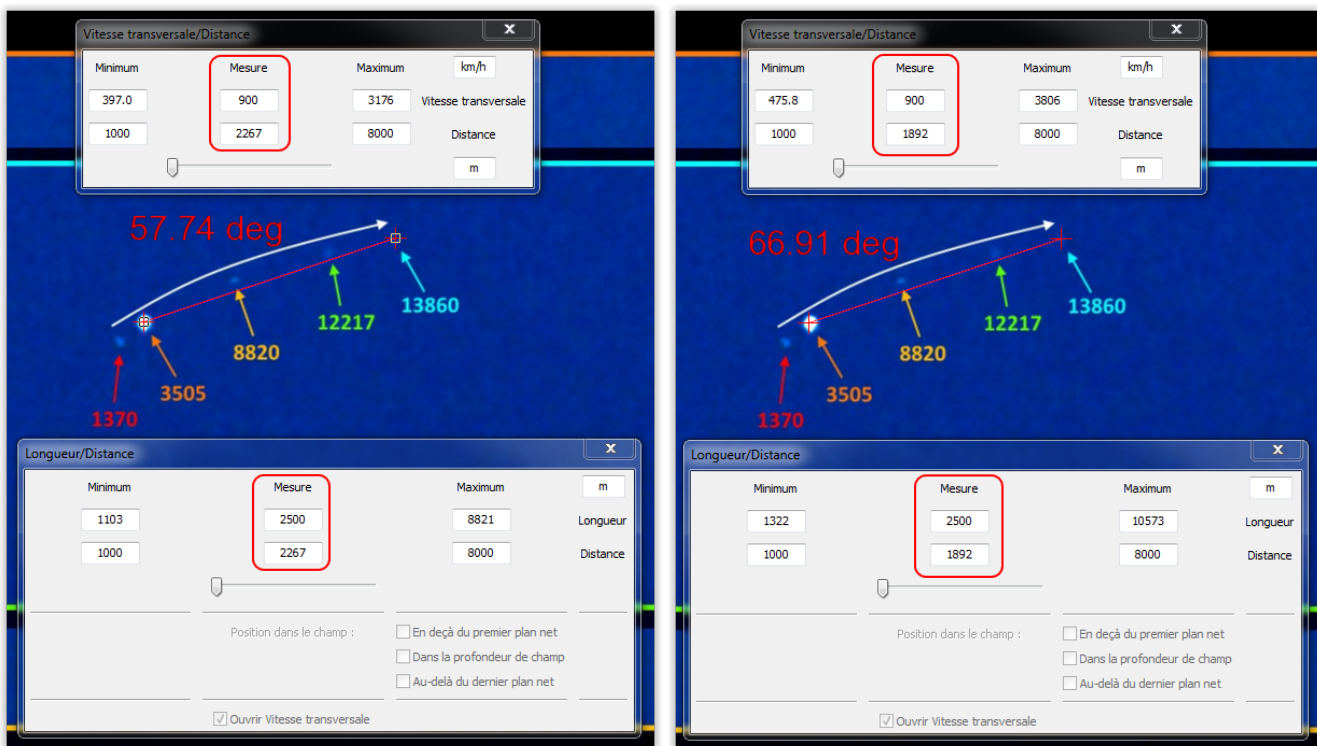 Vitesse transversale/Distance
x
Minimum Mesure Maximum km/h
397.0 900 3176 Vitesse transversale
1000 2267 8000 Distance
m
57.74 deg
13860
12217
8820
3505
1370
Longueur/Distance
x
Minimum Mesure Maximum m
1103 2500 8821 Longueur
1000 2267 8000 Distance
Position dans le champ :
En deçà du premier plan net
Dans la profondeur de champ
Au-delà du dernier plan net
Ouvrir Vitesse transversale
Vitesse transversale/Distance
x
Minimum Mesure Maximum km/h
475.8 900 3806 Vitesse transversale
1000 1892 8000 Distance
m
66.91 deg
13860
12217
8820
3505
1370
Longueur/Distance
x
Minimum Mesure Maximum m
1322 2500 10573 Longueur
1000 1892 8000 Distance
Position dans le champ :
En deçà du premier plan net
Dans la profondeur de champ
Au-delà du dernier plan net
Ouvrir Vitesse transversale